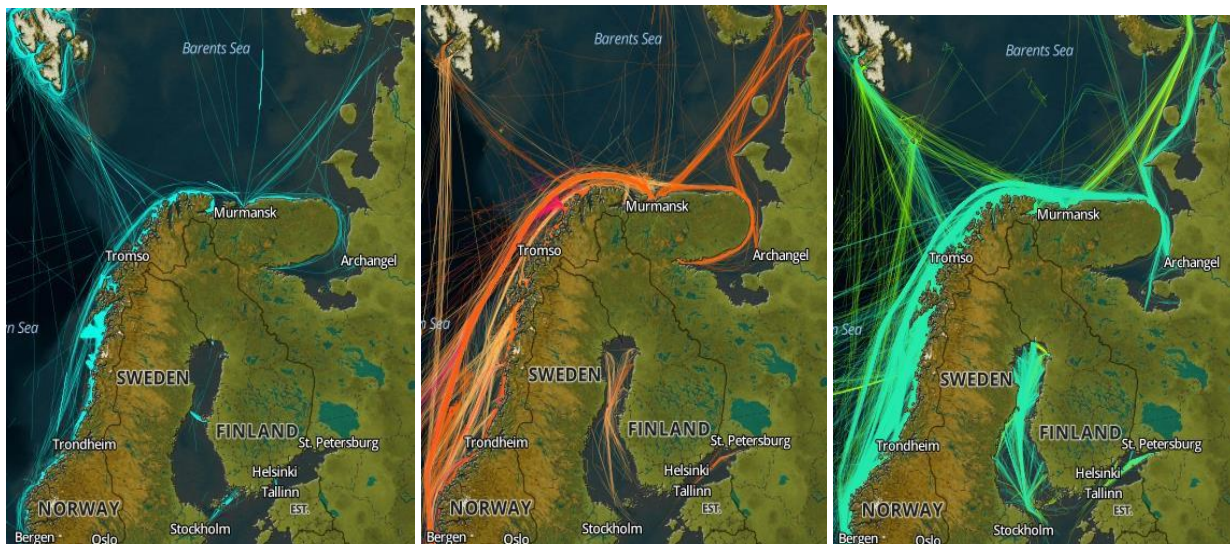 Barents Sea
Murmansk
Tromso
Archangel
n Sea
SWEDEN
FINLAND
Trondheim
St. Petersburg
Helsinki
Tallinn
NORWAY
EST.
Stockholm
Bergen
Oslo
Barents Sea
Murmansk
Tromso
Archangel
n Sea
SWEDEN
FINLAND
Trondheim
St. Petersburg
Helsinki
Tallinn
NORWAY
EST.
Stockholm
Bergen
Oslo
Barents Sea
Murmansk
Tromso
Archangel
an Sea
SWEDEN
FINLAND
Trondheim
St. Petersburg
Helsinki
Tallinn
NORWAY
EST.
Stockholm
Bergen
Oslo